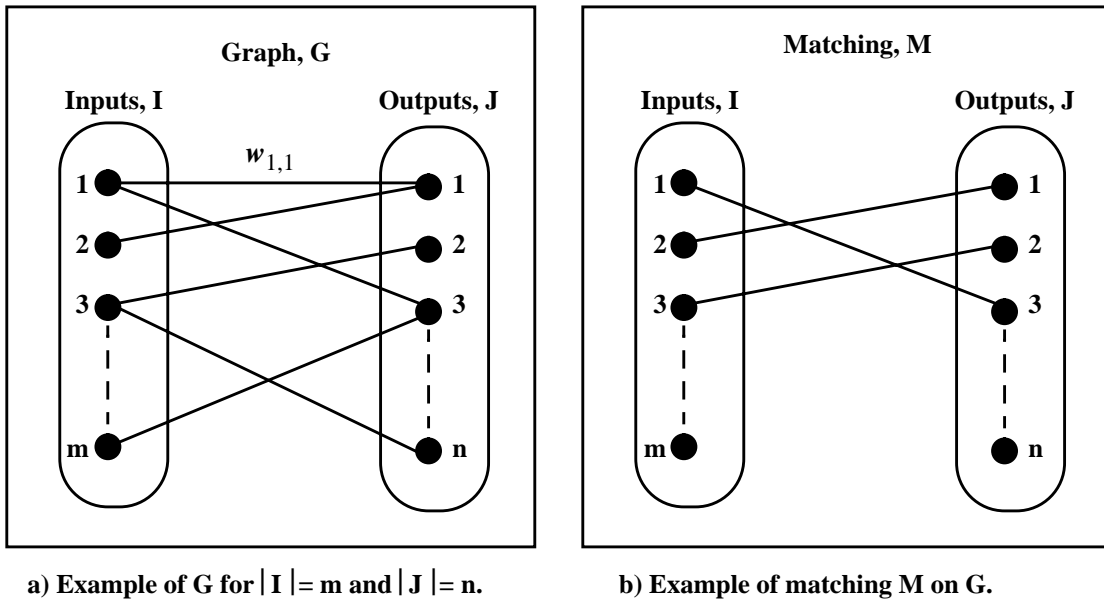 Graph, G
Inputs, I
Outputs, J
w1,1
1
1
2
2
3
3
m
n
a) Example of G for |I| = m and |J| = n.
Matching, M
Inputs, I
Outputs, J
1
1
2
2
3
3
m
n
b) Example of matching M on G.